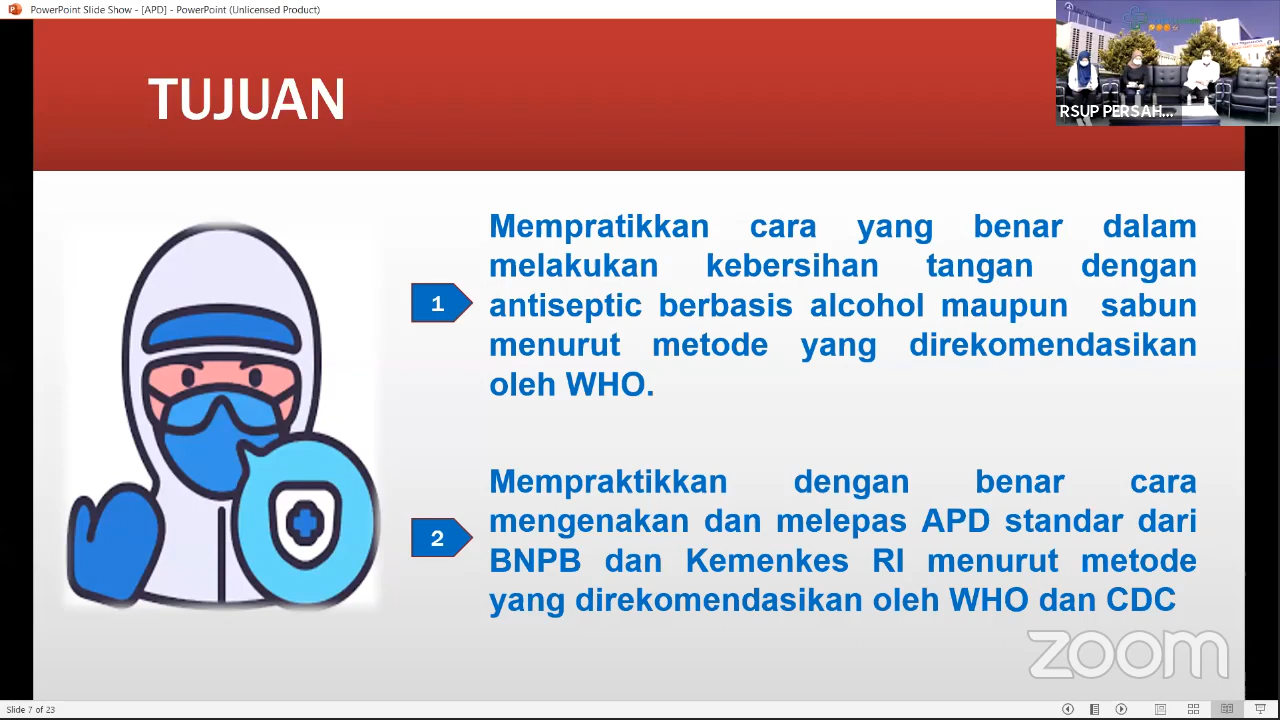 PowerPoint Slide Show - [APD] - PowerPoint (Unlicensed Product)
TUJUAN
RSUP PERSAH...
1
Mempratikkan cara yang benar dalam
melakukan kebersihan tangan dengan
antiseptic berbasis alcohol maupun sabun
menurut metode yang direkomendasikan
oleh WHO.
2
Mempraktikkan dengan benar cara
mengenakan dan melepas APD standar dari
BNPB dan Kemenkes RI menurut metode
yang direkomendasikan oleh WHO dan CDC
zoom
Slide 7 of 23